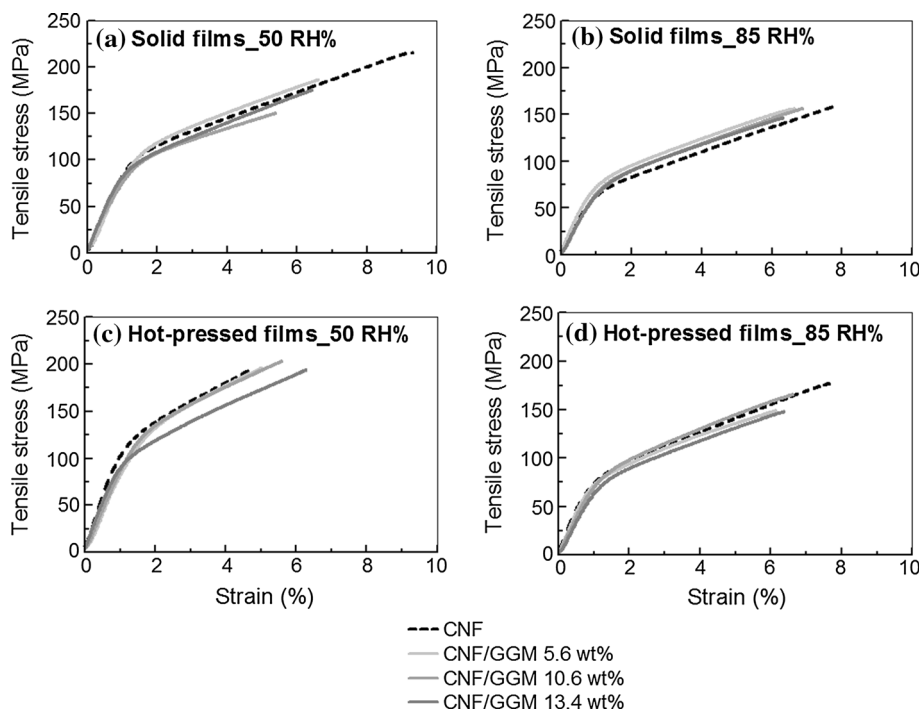 (a) Solid films_50 RH%
250
200
150
100
50
0
Tensile stress (MPa)
0 2 4 6 8 10
(b) Solid films_85 RH%
250
200
150
100
50
0
Tensile stress (MPa)
0 2 4 6 8 10
(c) Hot-pressed films_50 RH%
250
200
150
100
50
0
Tensile stress (MPa)
0 2 4 6 8 10
Strain (%)
(d) Hot-pressed films_85 RH%
250
200
150
100
50
0
Tensile stress (MPa)
0 2 4 6 8 10
Strain (%)
CNF
CNF/GGM 5.6 wt%
CNF/GGM 10.6 wt%
CNF/GGM 13.4 wt%